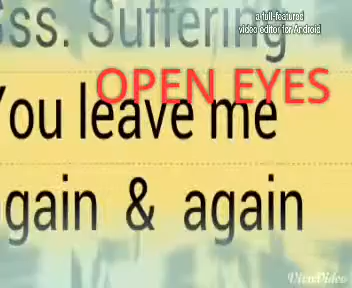 a full-featured
video editor for Android
ss. Suffering
OPEN EYES
You leave me
gain & again
VivaVideo